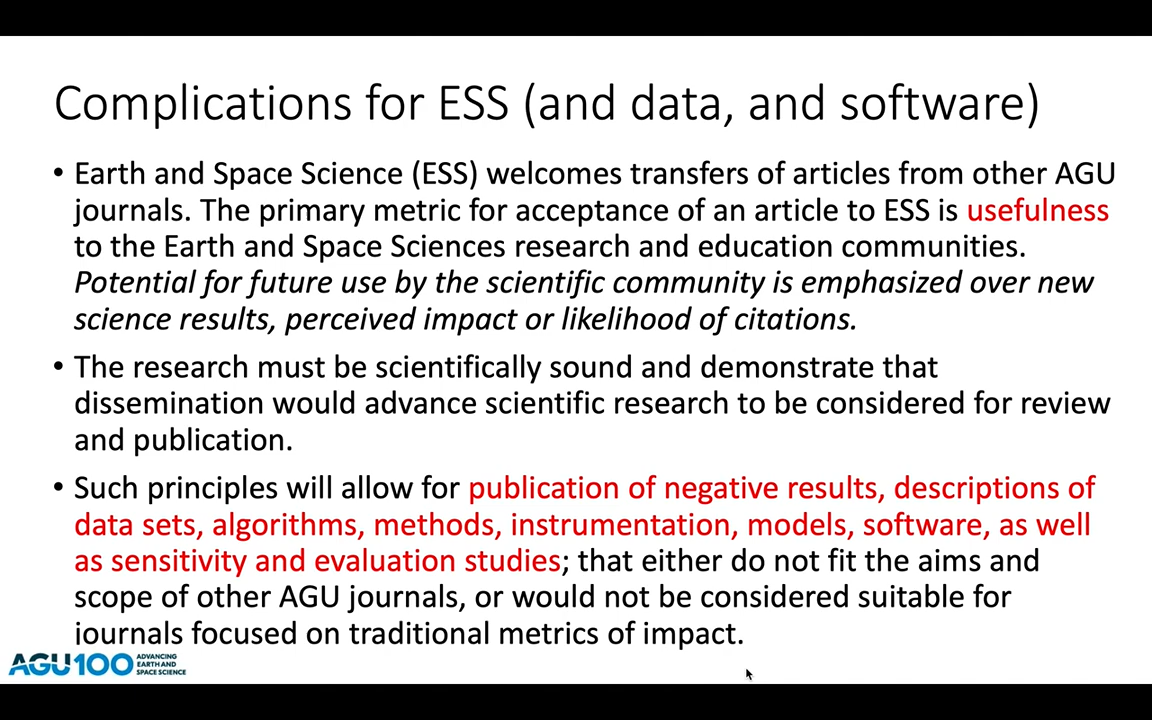 Complications for ESS (and data, and software)
• Earth and Space Science (ESS) welcomes transfers of articles from other AGU
journals. The primary metric for acceptance of an article to ESS is usefulness
to the Earth and Space Sciences research and education communities.
Potential for future use by the scientific community is emphasized over new
science results, perceived impact or likelihood of citations.
• The research must be scientifically sound and demonstrate that
dissemination would advance scientific research to be considered for review
and publication.
• Such principles will allow for publication of negative results, descriptions of
data sets, algorithms, methods, instrumentation, models, software, as well
as sensitivity and evaluation studies; that either do not fit the aims and
scope of other AGU journals, or would not be considered suitable for
journals focused on traditional metrics of impact.
AGU100
ADVANCING
EARTH AND
SPACE SCIENCE